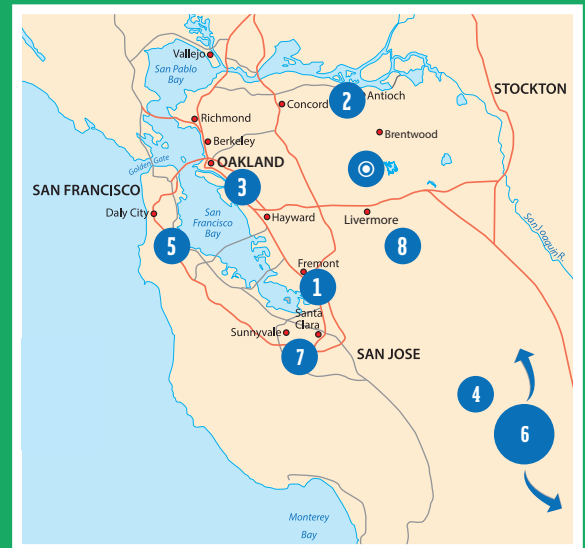 Vallejo
San Pablo
Bay
STOCKTON
Concord
2
Antioch
Richmond
Brentwood
Berkeley
Golden Gate
OAKLAND
3
SAN FRANCISCO
Daly City
San
Francisco
Bay
Hayward
Livermore
San Joaquin R.
5
8
Fremont
1
Santa
Clara
Sunnyvale
7
SAN JOSE
4
6
Monterey
Bay